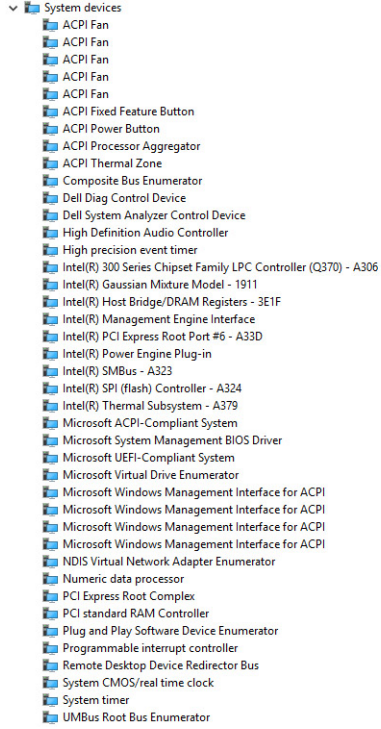 System devices
ACPI Fan
ACPI Fan
ACPI Fan
ACPI Fan
ACPI Fan
ACPI Fixed Feature Button
ACPI Power Button
ACPI Processor Aggregator
ACPI Thermal Zone
Composite Bus Enumerator
Dell Diag Control Device
Dell System Analyzer Control Device
High Definition Audio Controller
High precision event timer
Intel(R) 300 Series Chipset Family LPC Controller (Q370) - A306
Intel(R) Gaussian Mixture Model - 1911
Intel(R) Host Bridge/DRAM Registers - 3E1F
Intel(R) Management Engine Interface
Intel(R) PCI Express Root Port #6 - A33D
Intel(R) Power Engine Plug-in
Intel(R) SMBus - A323
Intel(R) SPI (flash) Controller - A324
Intel(R) Thermal Subsystem - A379
Microsoft ACPI-Compliant System
Microsoft System Management BIOS Driver
Microsoft UEFI-Compliant System
Microsoft Virtual Drive Enumerator
Microsoft Windows Management Interface for ACPI
Microsoft Windows Management Interface for ACPI
Microsoft Windows Management Interface for ACPI
Microsoft Windows Management Interface for ACPI
NDIS Virtual Network Adapter Enumerator
Numeric data processor
PCI Express Root Complex
PCI standard RAM Controller
Plug and Play Software Device Enumerator
Programmable interrupt controller
Remote Desktop Device Redirector Bus
System CMOS/real time clock
System timer
UMBus Root Bus Enumerator